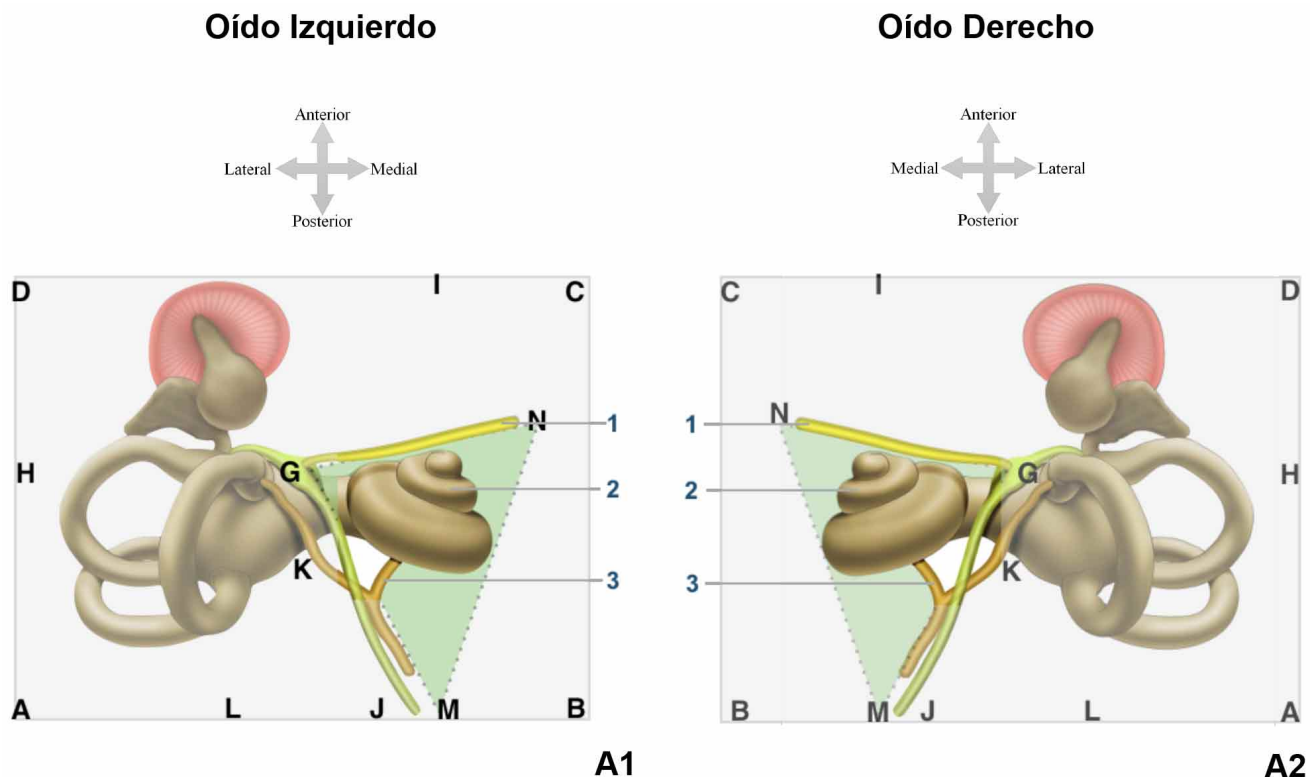 Oído Izquierdo
Anterior
Lateral
Medial
Posterior
D
I
C
N
1
G
H
2
K
3
A
L
J
M
B
A1
Oído Derecho
Anterior
Medial
Lateral
Posterior
C
I
D
N
1
G
H
2
K
3
B
M
J
L
A
A2